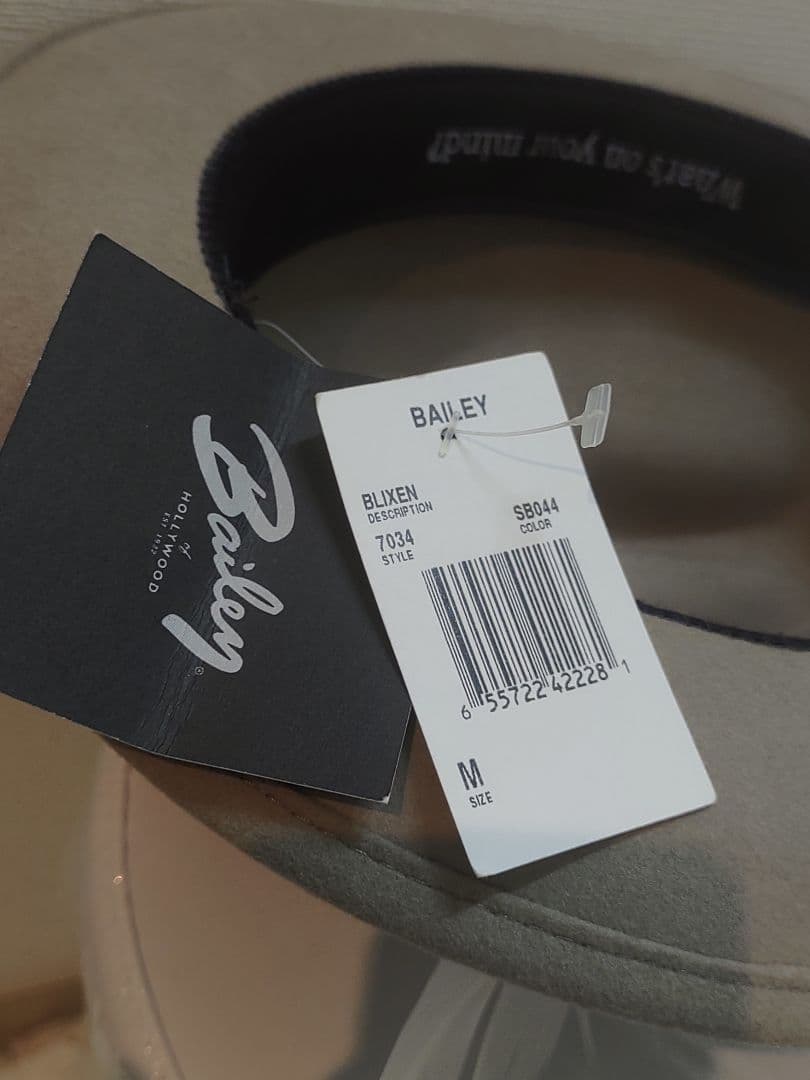 What's on your mind?
Bailey®
of
HOLLYWOOD
EST 1922
BAILEY
BLIXEN
DESCRIPTION
SB044
COLOR
7034
STYLE
6 55722 42228 1
M
SIZE